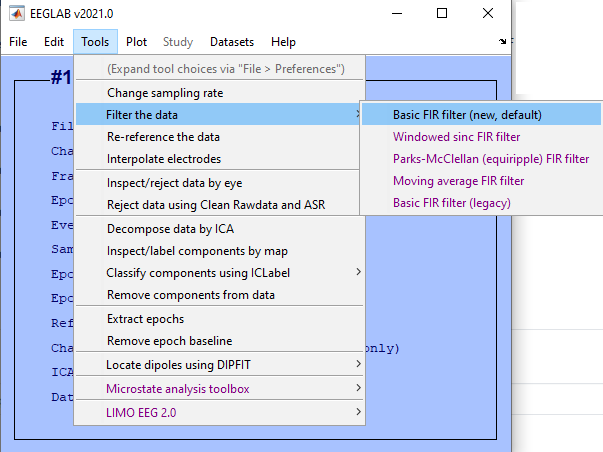 EEGLAB v2021.0
File Edit Tools Plot Study Datasets Help
#1
(Expand tool choices via "File > Preferences")
Change sampling rate
Filter the data
Re-reference the data
Interpolate electrodes
Inspect/reject data by eye
Reject data using Clean Rawdata and ASR
Decompose data by ICA
Inspect/label components by map
Classify components using ICLabel
Remove components from data
Extract epochs
Remove epoch baseline
Locate dipoles using DIPFIT
Microstate analysis toolbox
LIMO EEG 2.0
Basic FIR filter (new, default)
Windowed sinc FIR filter
Parks-McClellan (equiripple) FIR filter
Moving average FIR filter
Basic FIR filter (legacy)
Fil
Cha
Fra
Epo
Eve
Sam
Epo
Epo
Ref
Cha only)
ICA
Dat